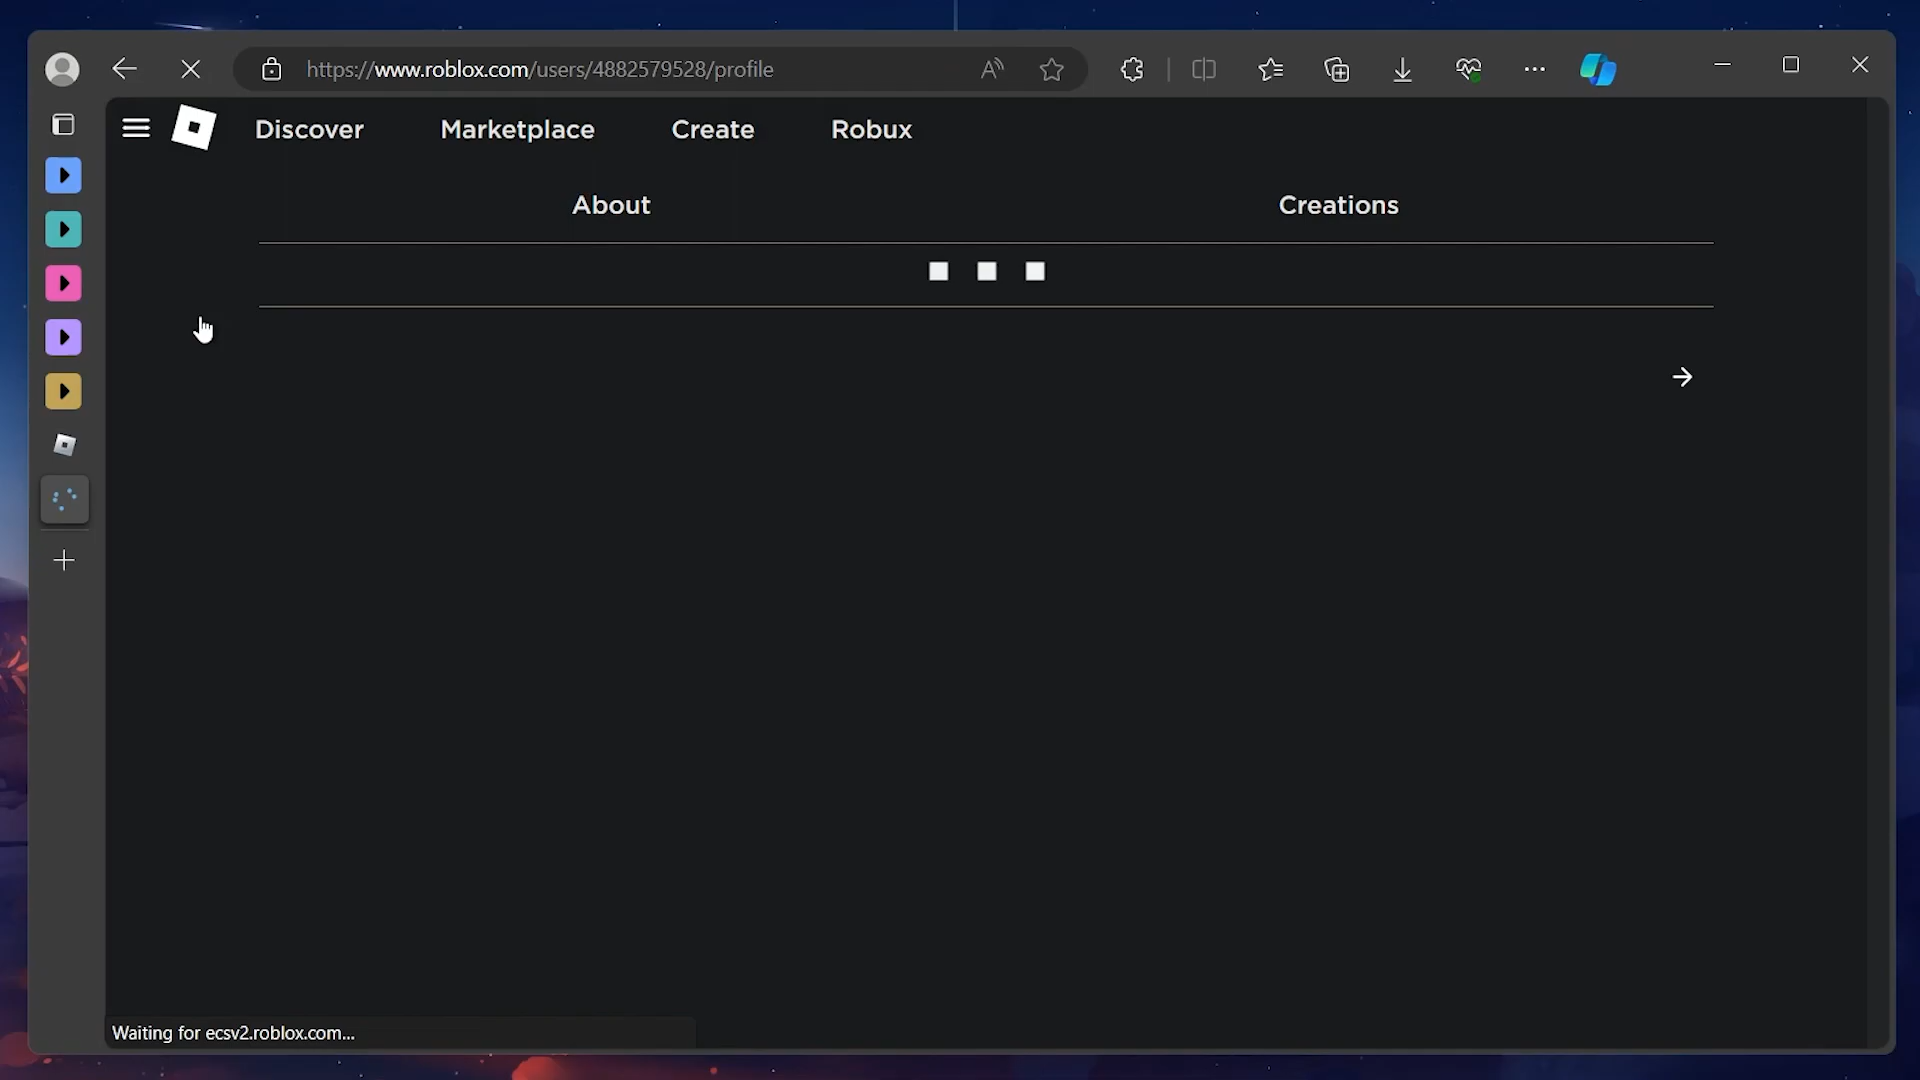 https://www.roblox.com/users/4882579528/profile
Discover Marketplace Create Robux
About Creations
Waiting for ecsv2.roblox.com...